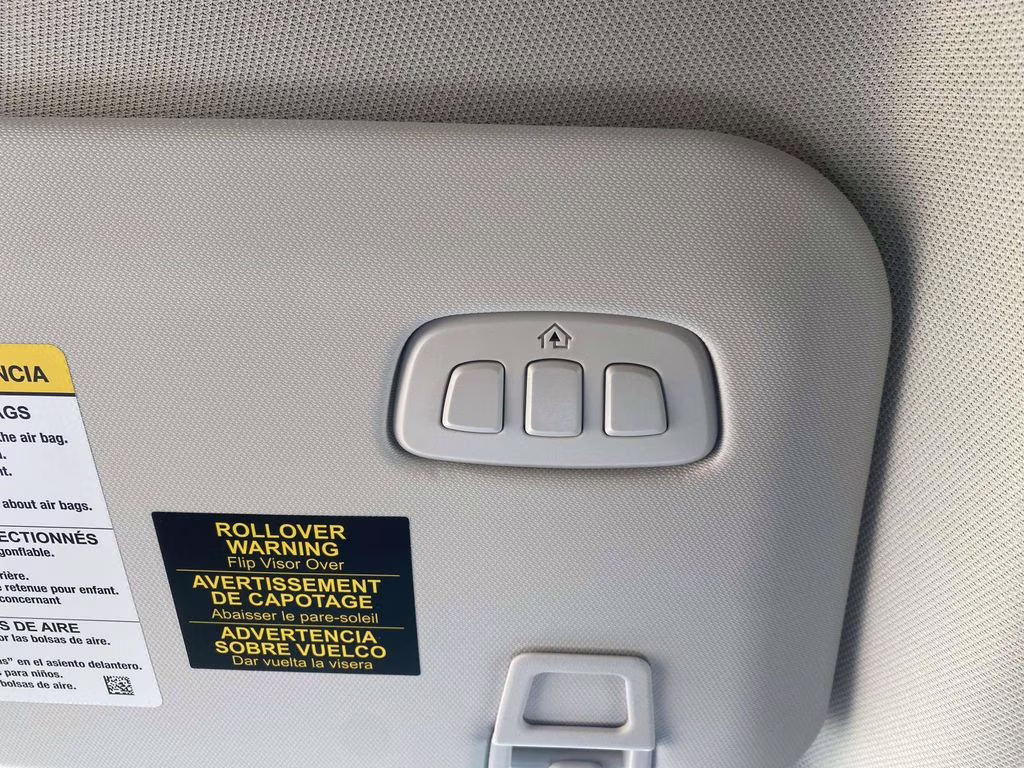 NCIA
AGS
the air bag.
about air bags.
ECTIONNÉS
gonflable.
rière.
retenue pour enfant.
concernant
S DE AIRE
or las bolsas de aire.
as" en el asiento delantero.
para niños.
bolsas de aire.
ROLLOVER
WARNING
Flip Visor Over
AVERTISSEMENT
DE CAPOTAGE
Abaisser le pare-soleil
ADVERTENCIA
SOBRE VUELCO
Dar vuelta la visera